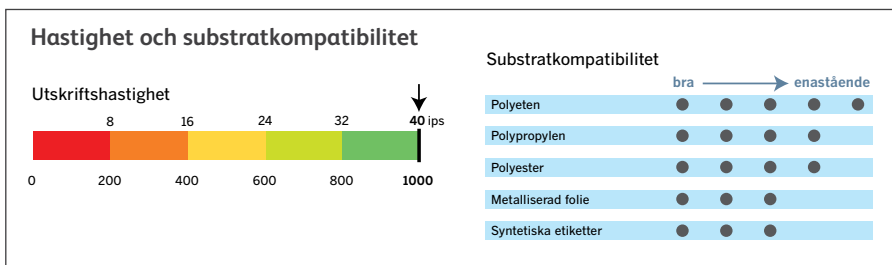 Hastighet och substratkompatibilitet
Utskriftshastighet
8 16 24 32 40 ips
0 200 400 600 800 1000
Substratkompatibilitet
bra enastående
Polyeten
Polypropylen
Polyester
Metalliserad folie
Syntetiska etiketter